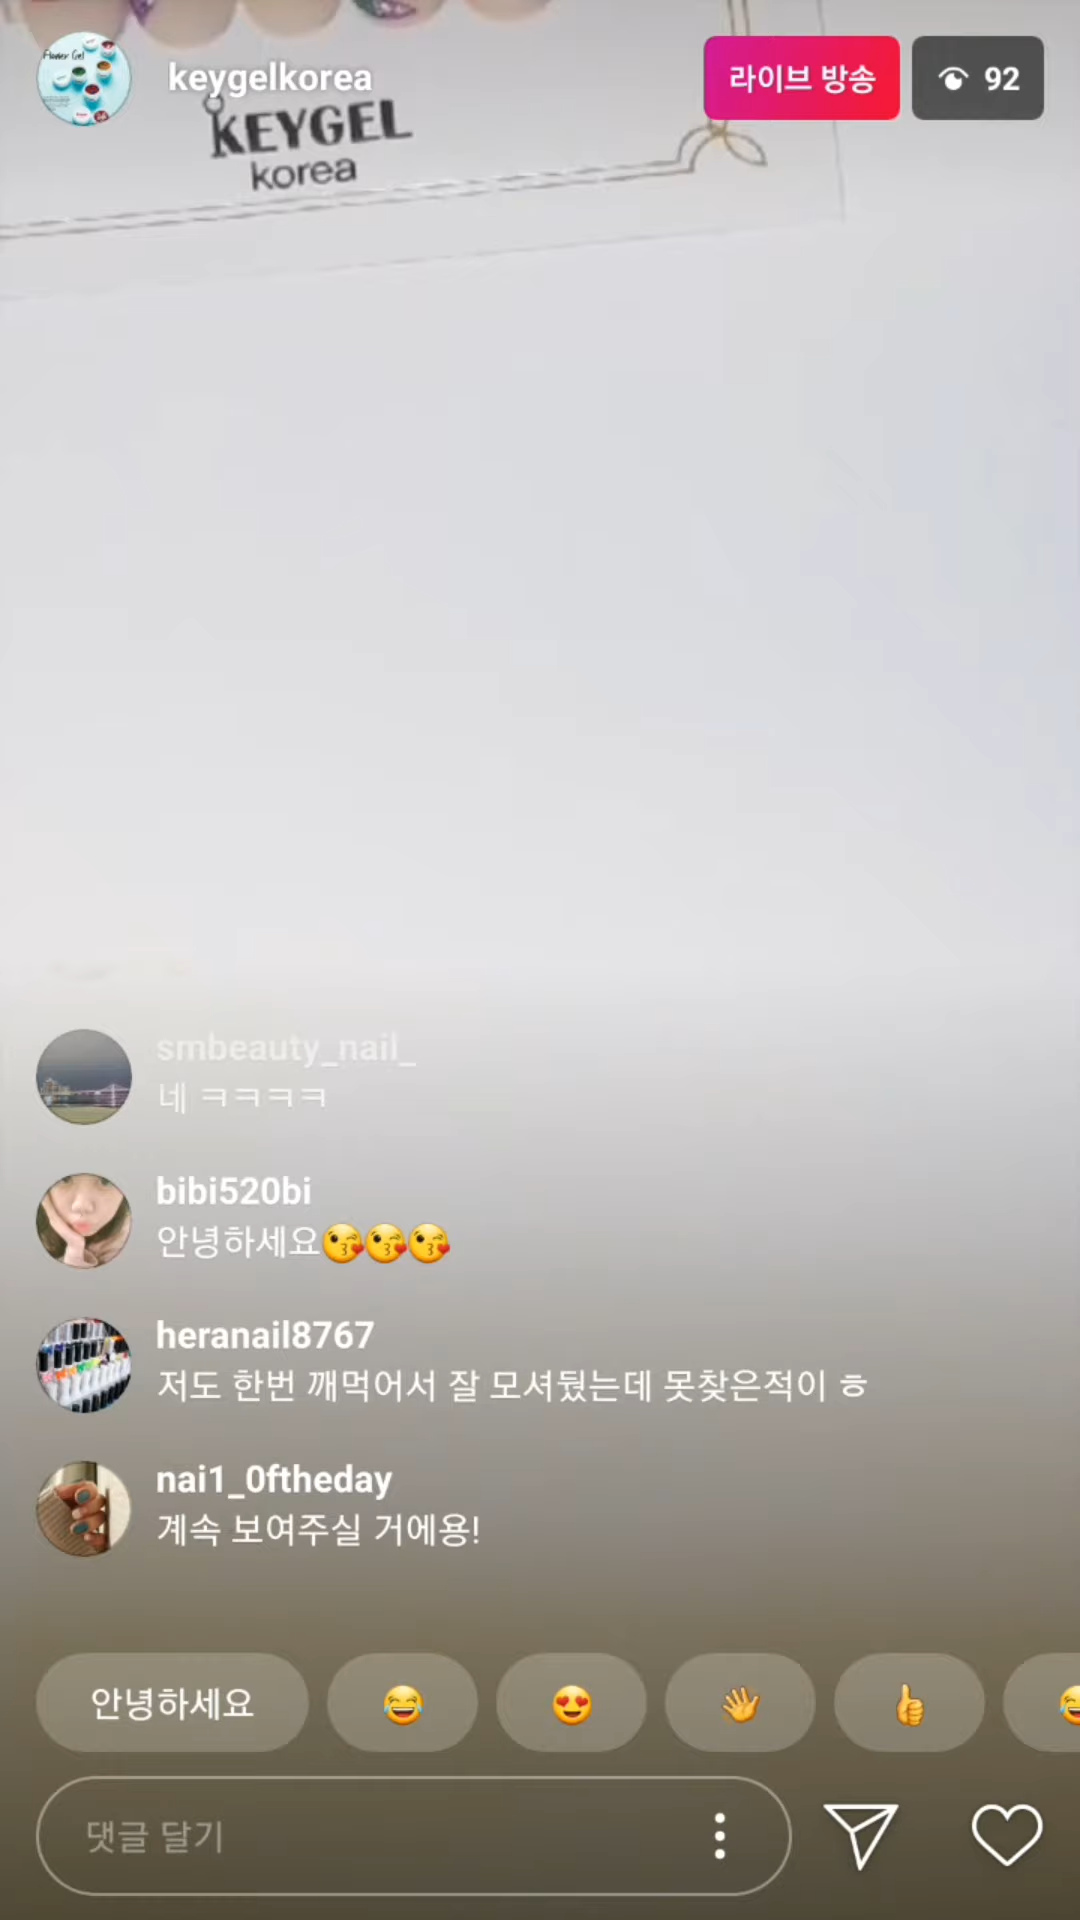 Flower Gel
keygelkorea
라이브 방송
92
KEYGEL
korea
smbeauty_nail_
네 ㅋㅋㅋㅋ
bibi520bi
안녕하세요😘😘😘
heranail8767
저도 한번 깨먹어서 잘 모셔뒀는데 못찾은적이 ㅎ
nai1_0ftheday
계속 보여주실 거에용!
안녕하세요 😂 😍 👋 👍 😂
댓글 달기